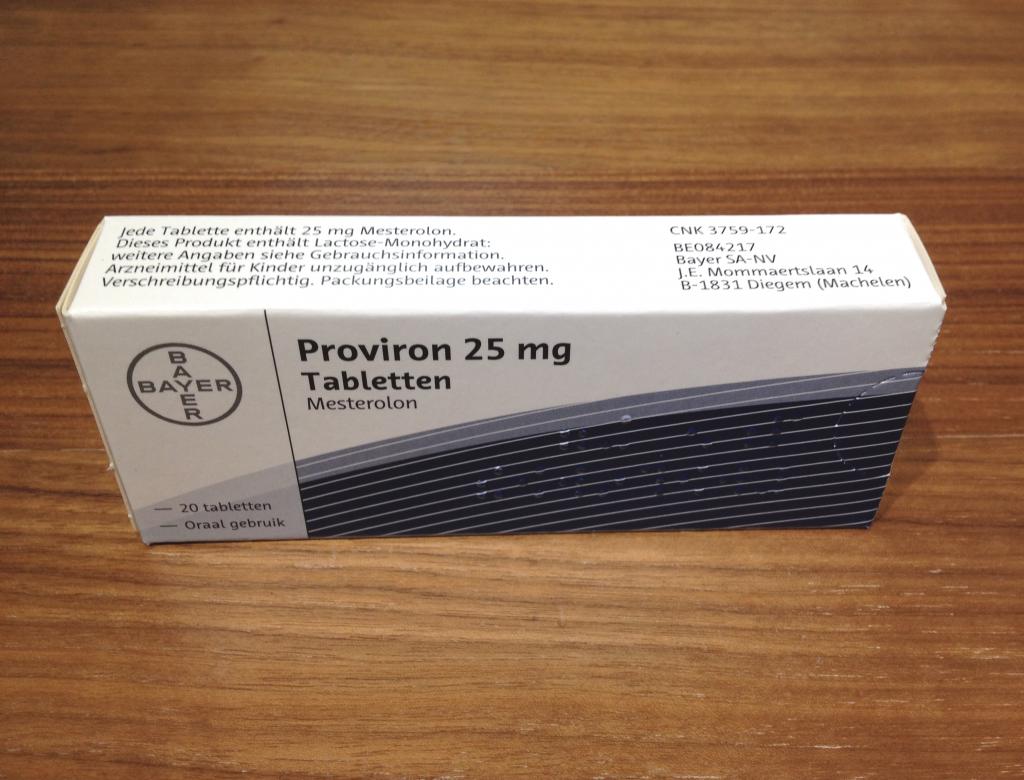 Jede Tablette enthält 25 mg Mesterolon.
Dieses Produkt enthält Lactose-Monohydrat:
weitere Angaben siehe Gebrauchsinformation.
Arzneimittel für Kinder unzugänglich aufbewahren.
Verschreibungspflichtig. Packungsbeilage beachten.
CNK 3759-172
BE084217
Bayer SA-NV
J.E. Mommaertslaan 14
B-1831 Diegem (Machelen)
BAYER
BAYER
Proviron 25 mg
Tabletten
Mesterolon
— 20 tabletten
— Oraal gebruik